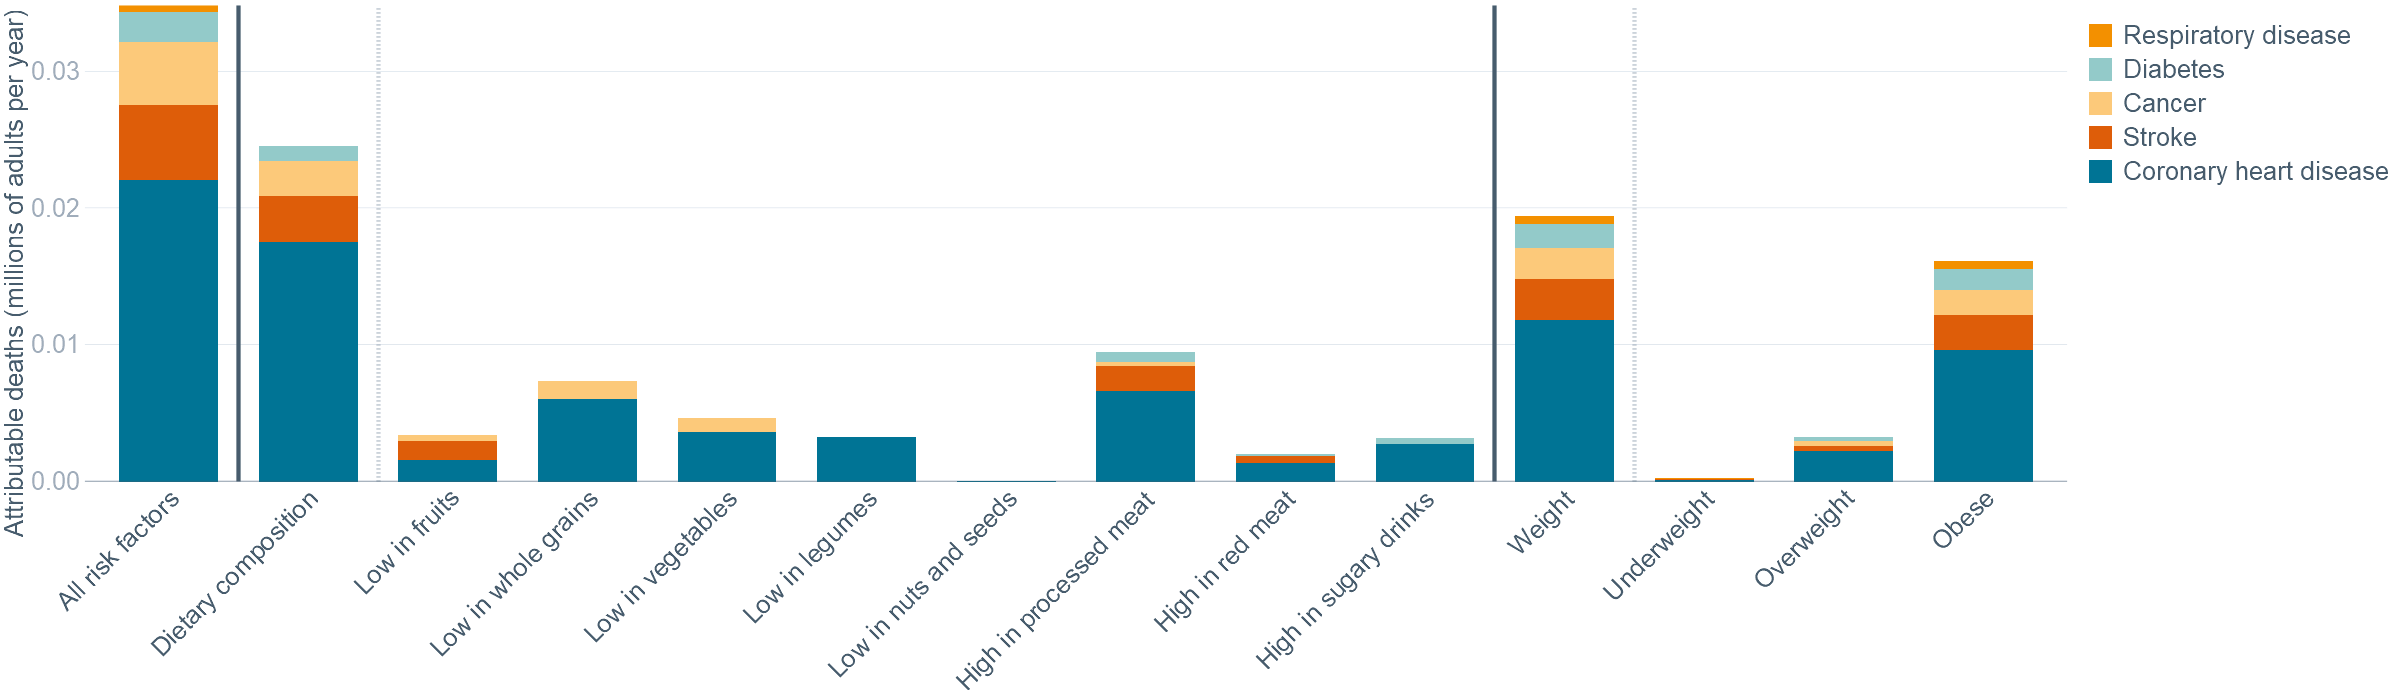 Attributable deaths (millions of adults per year)
0.03
0.02
0.01
0.00
All risk factors
Dietary composition
Low in fruits
Low in whole grains
Low in vegetables
Low in legumes
Low in nuts and seeds
High in processed meat
High in red meat
High in sugary drinks
Weight
Underweight
Overweight
Obese
Respiratory disease
Diabetes
Cancer
Stroke
Coronary heart disease